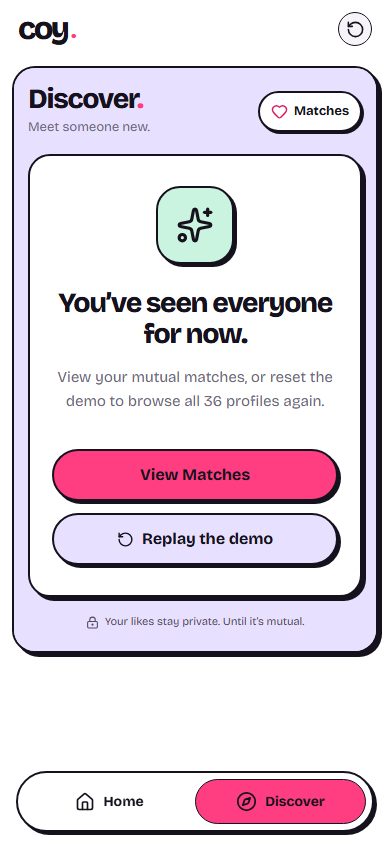 coy.
Discover.
Meet someone new.
Matches
You've seen everyone
for now.
View your mutual matches, or reset the
demo to browse all 36 profiles again.
View Matches
Replay the demo
Your likes stay private. Until it's mutual.
Home
Discover